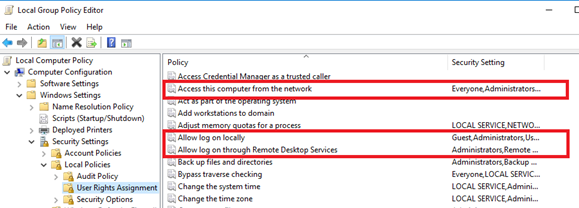 Local Group Policy Editor
File Action View Help
Local Computer Policy
Computer Configuration
Software Settings
Windows Settings
Name Resolution Policy
Scripts (Startup/Shutdown)
Deployed Printers
Security Settings
Account Policies
Local Policies
Audit Policy
User Rights Assignment
Security Options
Policy Security Setting
Access Credential Manager as a trusted caller
Access this computer from the network Everyone,Administrators...
Act as part of the operating system
Add workstations to domain
Adjust memory quotas for a process LOCAL SERVICE,NETWO...
Allow log on locally Guest,Administrators,Us...
Allow log on through Remote Desktop Services Administrators,Remote ...
Back up files and directories Administrators,Backup ...
Bypass traverse checking Everyone,LOCAL SERVIC...
Change the system time LOCAL SERVICE,Admini...
Change the time zone LOCAL SERVICE,Admini...